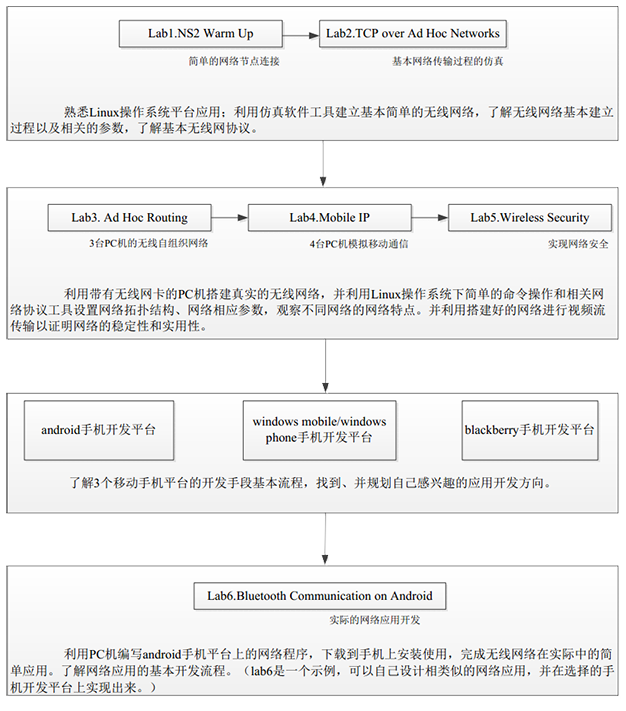 Lab1.NS2 Warm Up
Lab2.TCP over Ad Hoc Networks
简单的网络节点连接
基本网络传输过程的仿真
熟悉Linux操作系统平台应用；利用仿真软件工具建立基本简单的无线网络，了解无线网络基本建立
过程以及相关的参数，了解基本无线网协议。
Lab3. Ad Hoc Routing
Lab4.Mobile IP
Lab5.Wireless Security
3台PC机的无线自组织网络
4台PC机模拟移动通信
实现网络安全
利用带有无线网卡的PC机搭建真实的无线网络，并利用Linux操作系统下简单的命令操作和相关网
络协议工具设置网络拓扑结构、网络相应参数，观察不同网络的网络特点。并利用搭建好的网络进行视频流
传输以证明网络的稳定性和实用性。
android手机开发平台
windows mobile/windows
phone手机开发平台
blackberry手机开发平台
了解3个移动手机平台的开发手段基本流程，找到、并规划自己感兴趣的应用开发方向。
Lab6.Bluetooth Communication on Android
实际的网络应用开发
利用PC机编写android手机平台上的网络程序，下载到手机上安装使用，完成无线网络在实际中的简
单应用。了解网络应用的基本开发流程。（lab6是一个示例，可以自己设计相类似的网络应用，并在选择的手
机开发平台上实现出来。）